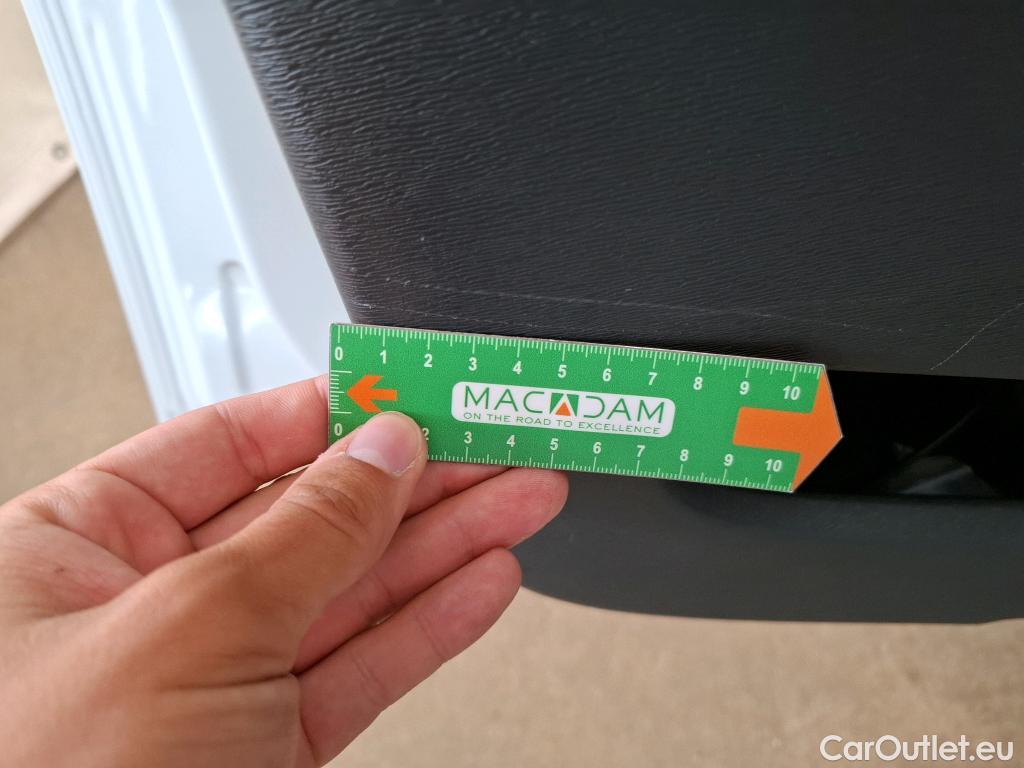 0 1 2 3 4 5 6 7 8 9 10
MACADAM
ON THE ROAD TO EXCELLENCE
0 2 3 4 5 6 7 8 9 10
CarOutlet.eu